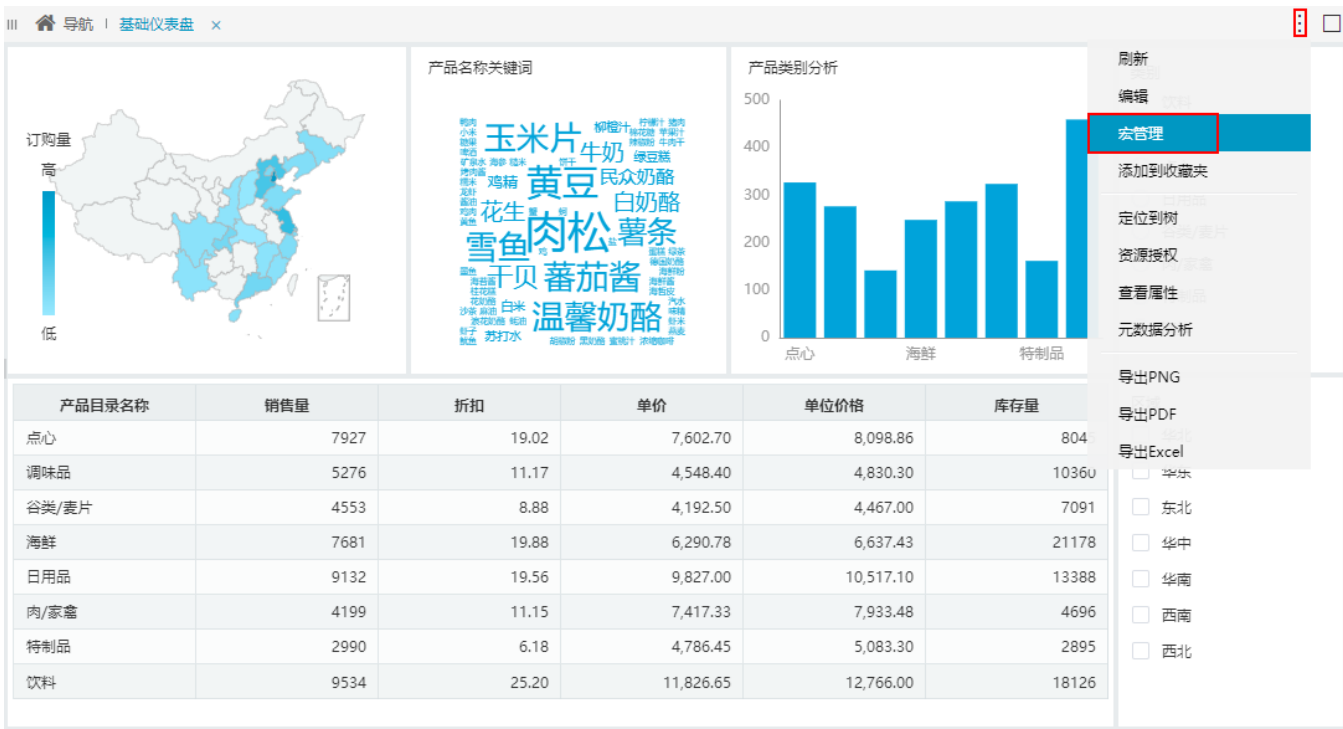 导航 基础仪表盘 ×
订购量
高
低
产品名称关键词
玉米片
柳橙汁
牛奶
绿豆糕
鸡精
黄豆
民众奶酪
花生
白奶酪
雪鱼
肉松
薯条
干贝
蕃茄酱
白米
温馨奶酪
苏打水
产品类别分析
500
400
300
200
100
0
点心 海鲜 特制品
刷新
编辑
宏管理
添加到收藏夹
定位到树
资源授权
查看属性
元数据分析
导出PNG
导出PDF
导出Excel
产品目录名称 销售量 折扣 单价 单位价格 库存量
点心 7927 19.02 7,602.70 8,098.86 8045
调味品 5276 11.17 4,548.40 4,830.30 10360
谷类/麦片 4553 8.88 4,192.50 4,467.00 7091
海鲜 7681 19.88 6,290.78 6,637.43 21178
日用品 9132 19.56 9,827.00 10,517.10 13388
肉/家禽 4199 11.15 7,417.33 7,933.48 4696
特制品 2990 6.18 4,786.45 5,083.30 2895
饮料 9534 25.20 11,826.65 12,766.00 18126
华东
东北
华中
华南
西南
西北